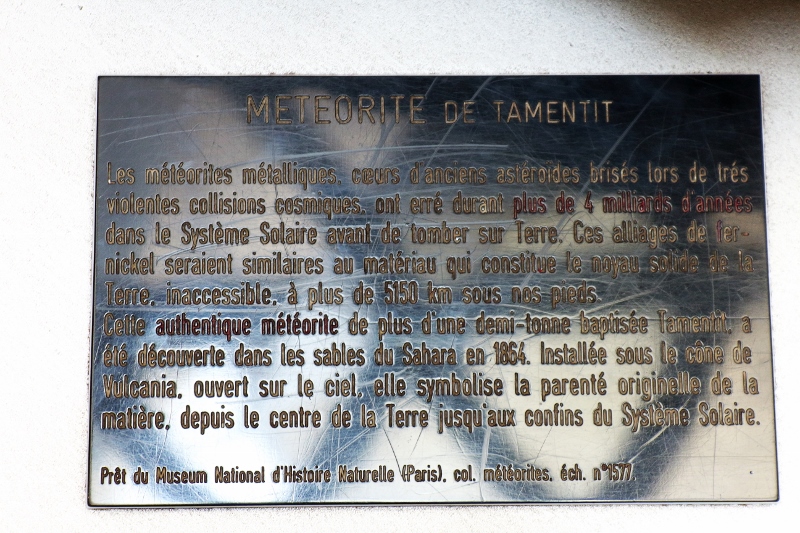 METEORITE DE TAMENTIT
Les météorites métalliques, cœurs d'anciens astéroïdes brisés lors de trés
violentes collisions cosmiques, ont erré durant plus de 4 milliards d'années
dans le Système Solaire avant de tomber sur Terre. Ces alliages de fer-
nickel seraient similaires au matériau qui constitue le noyau solide de la
Terre, inaccessible, à plus de 5150 km sous nos pieds.
Cette authentique météorite de plus d'une demi-tonne baptisée Tamentit, a
été découverte dans les sables du Sahara en 1864. Installée sous le cône de
Vulcania, ouvert sur le ciel, elle symbolise la parenté originelle de la
matière, depuis le centre de la Terre jusqu'aux confins du Système Solaire.
Prêt du Museum National d'Histoire Naturelle (Paris), col. météorites, éch. n°1577.